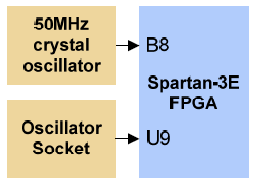 50MHz
crystal
oscillator
B8
Spartan-3E
FPGA
Oscillator
Socket
U9